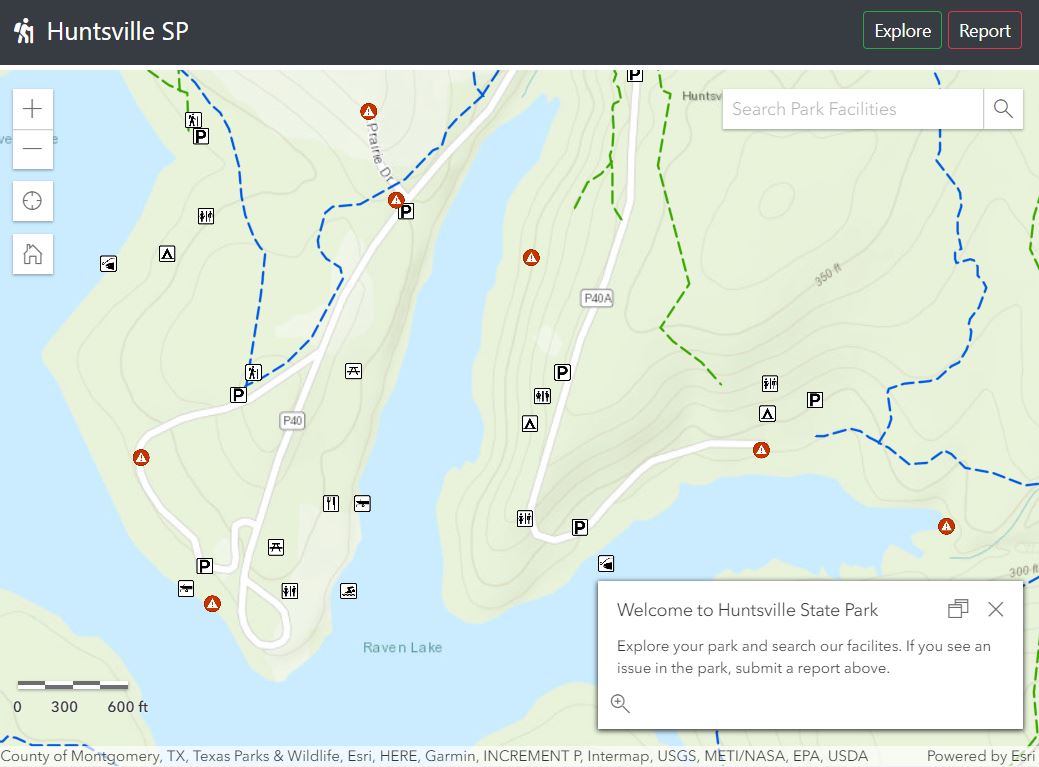 Huntsville SP
Explore
Report
Search Park Facilities
Huntsv
Prairie Dr
P40A
350 ft
P40
Raven Lake
300 ft
Welcome to Huntsville State Park
Explore your park and search our facilites. If you see an
issue in the park, submit a report above.
0 300 600 ft
County of Montgomery, TX, Texas Parks & Wildlife, Esri, HERE, Garmin, INCREMENT P, Intermap, USGS, METI/NASA, EPA, USDA
Powered by Esri
P
P
P
P
P
P
P
P